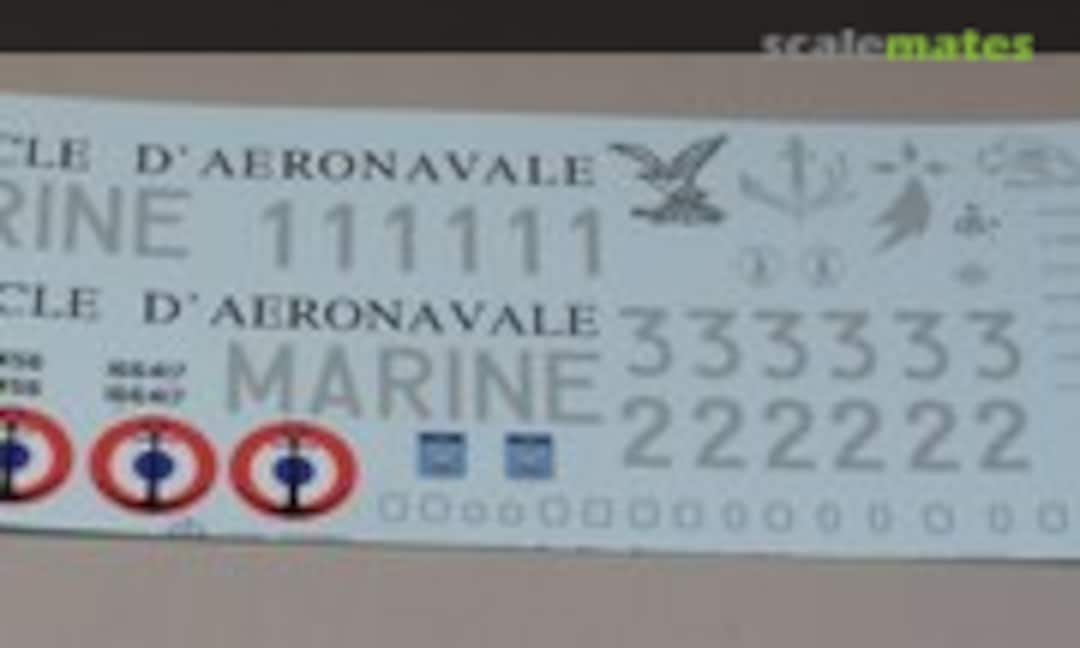 scalemates
CLE D'AERONAVALE
RINE 111111
CLE D'AERONAVALE
MARINE 333333
222222